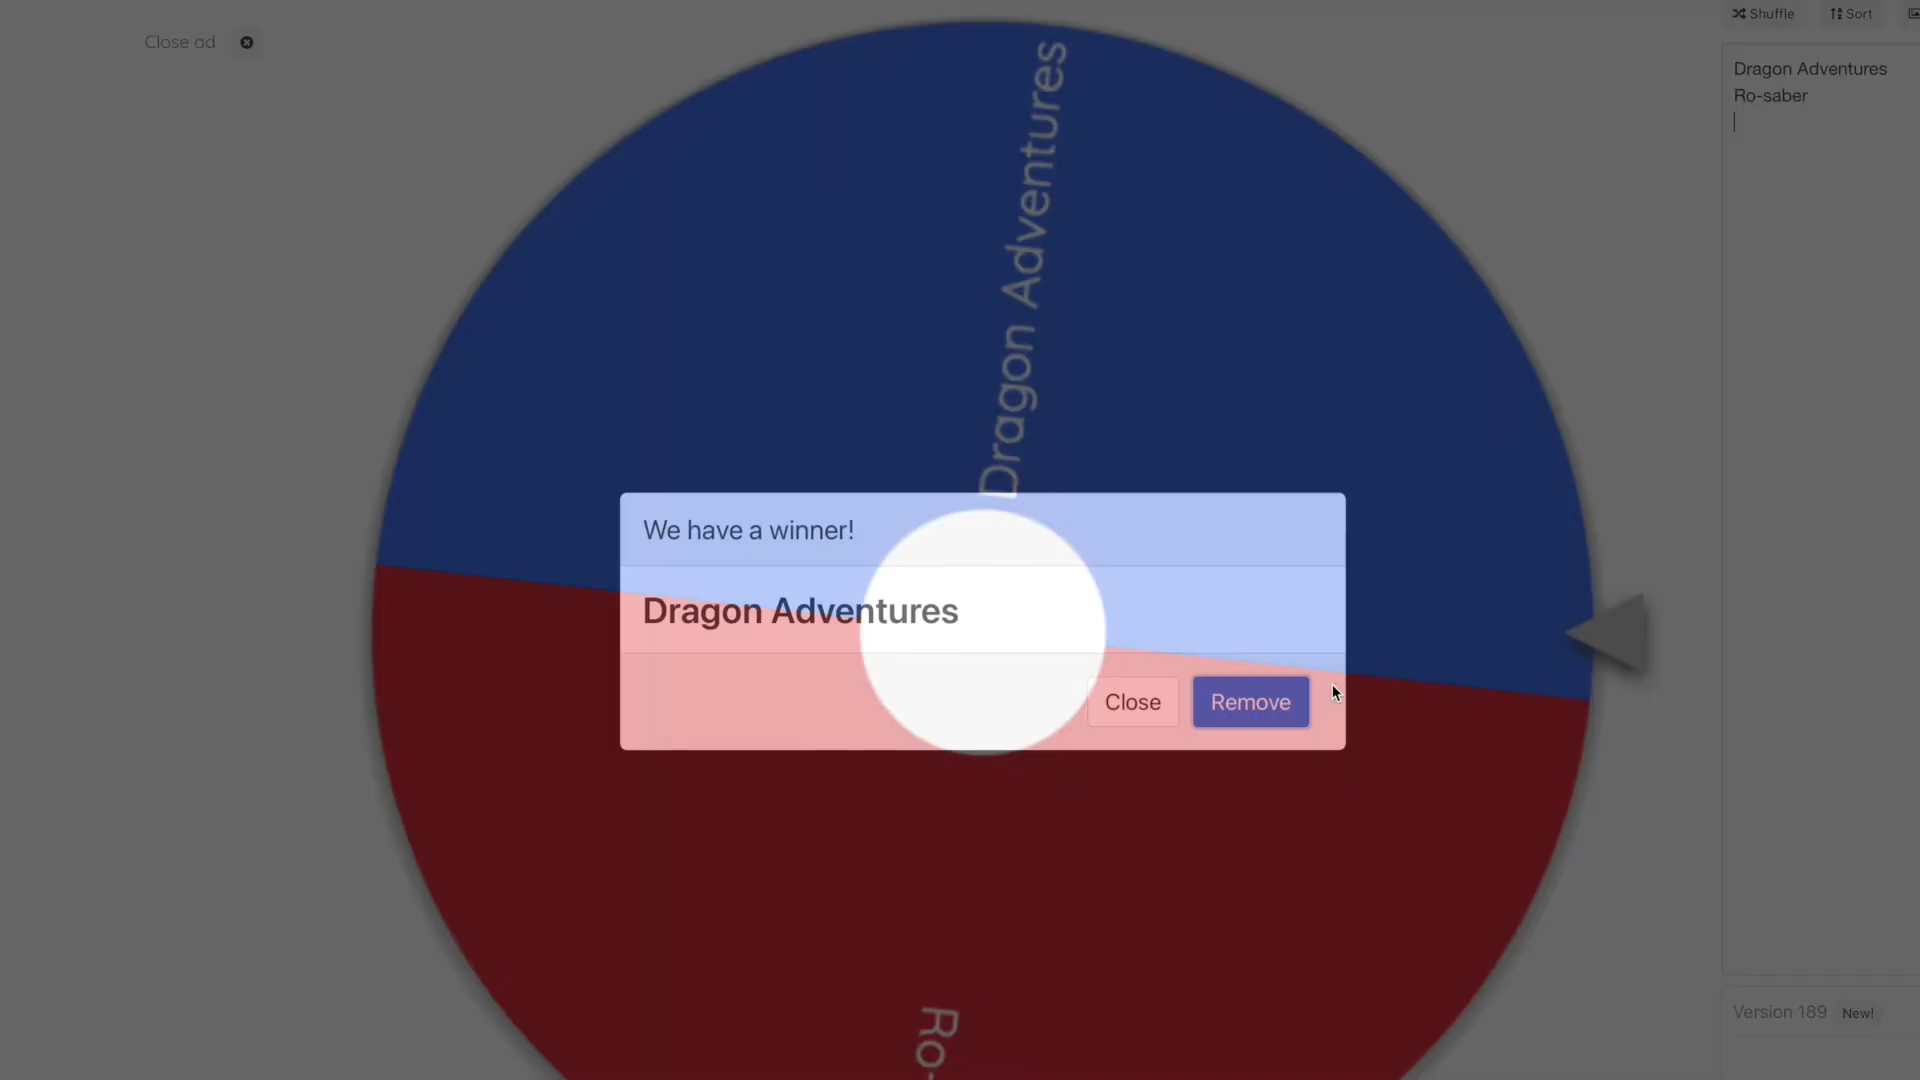 Close ad
Shuffle
Sort
Dragon Adventures
Ro-saber
Dragon Adventures
We have a winner!
Dragon Adventures
Close
Remove
Ro-
Version 189
New!